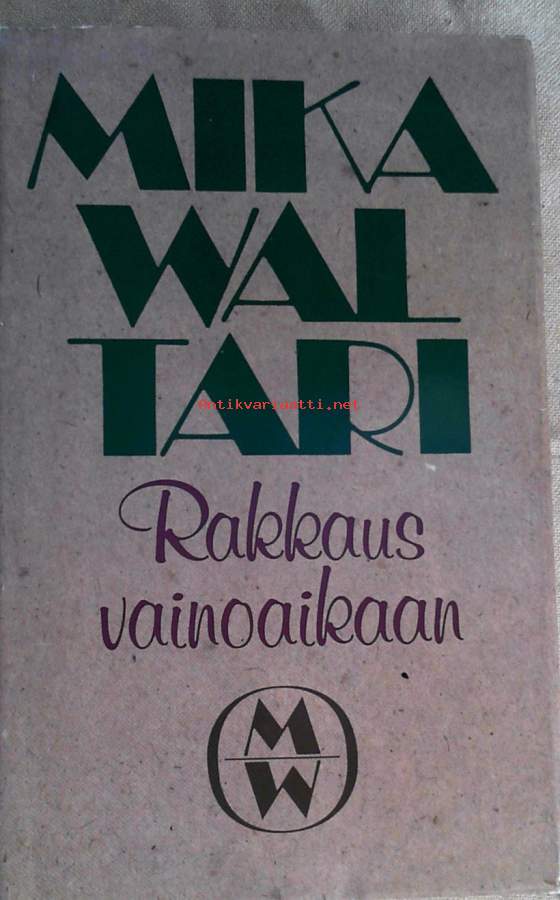 MIKA
WAL
TARI
Antikvariaatti.net
Rakkaus
vainoaikaan
M
W